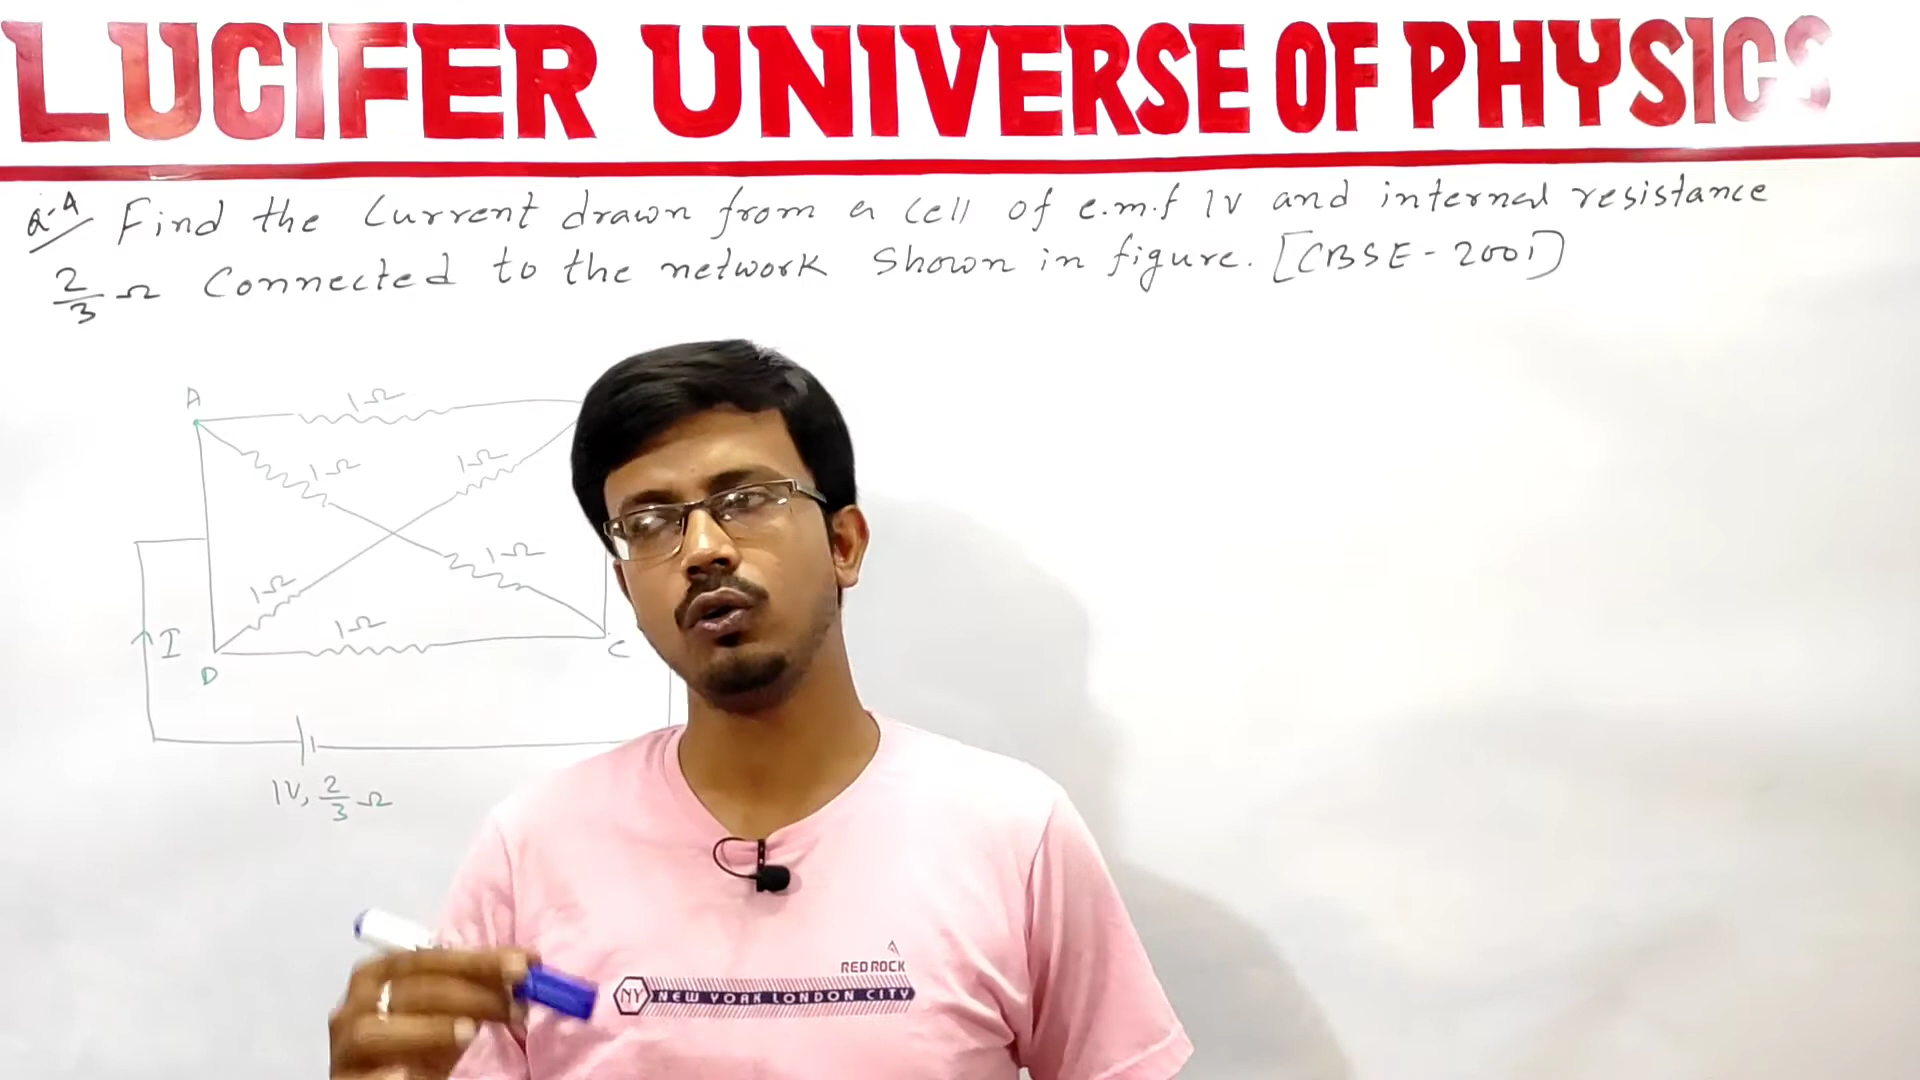 LUCIFER UNIVERSE OF PHYSICS
Q.4 Find the Current drawn from a Cell of e.m.f 1V and internal resistance
2/3 Ω Connected to the network Shown in figure. [CBSE-2001]
A
1Ω
1Ω
1Ω
1Ω
1Ω
1Ω
I
C
D
1V, 2/3 Ω
RED ROCK
NY NEW YORK LONDON CITY